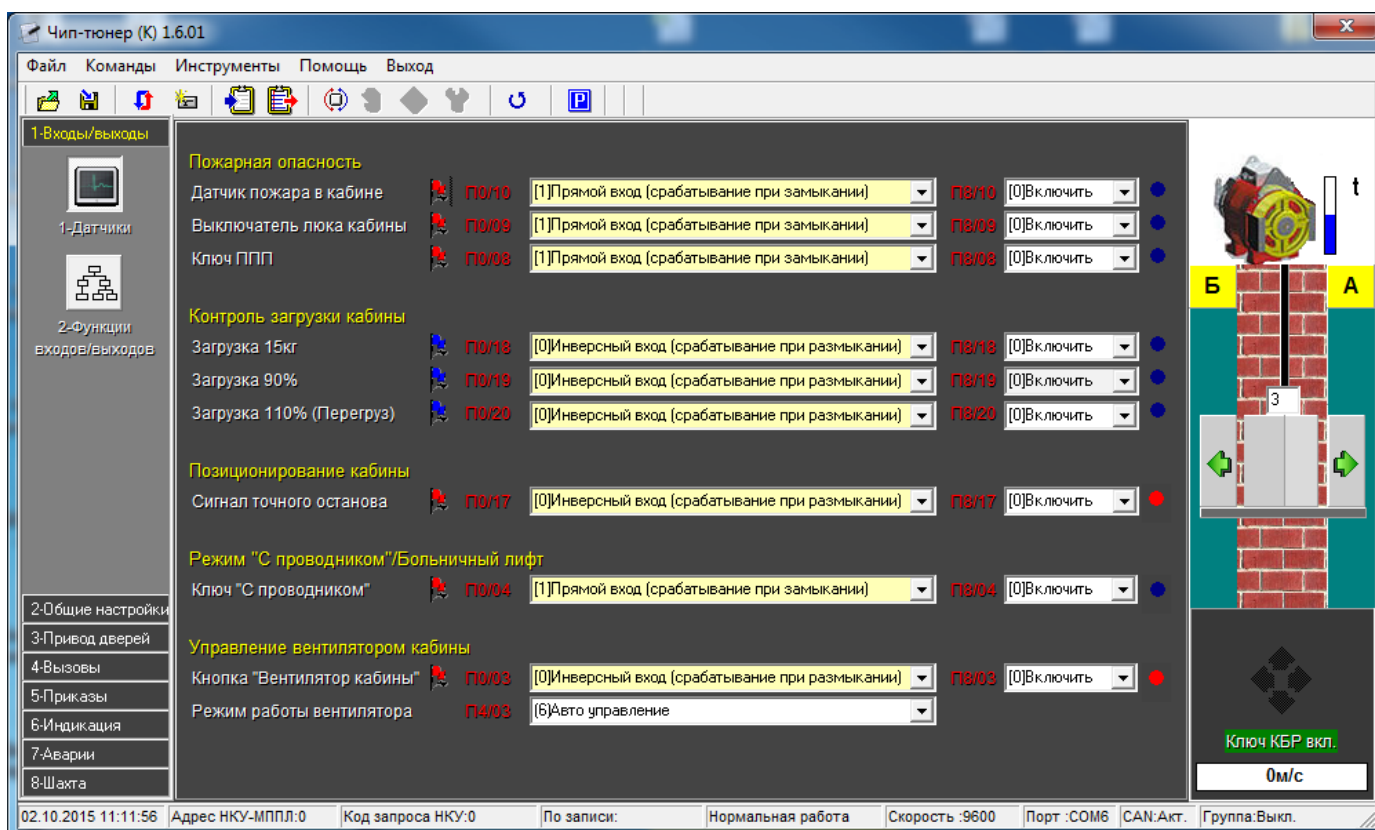 Чип-тюнер (К) 1.6.01
Файл Команды Инструменты Помощь Выход
P
1-Входы/выходы
1-Датчики
2-Функции
входов/выходов
2-Общие настройки
3-Привод дверей
4-Вызовы
5-Приказы
6-Индикация
7-Аварии
8-Шахта
Пожарная опасность
Датчик пожара в кабине П0/10 [1]Прямой вход (срабатывание при замыкании) П8/10 [0]Включить
Выключатель люка кабины П0/09 [1]Прямой вход (срабатывание при замыкании) П8/09 [0]Включить
Ключ ППП П0/08 [1]Прямой вход (срабатывание при замыкании) П8/08 [0]Включить
Контроль загрузки кабины
Загрузка 15кг П0/18 [0]Инверсный вход (срабатывание при размыкании) П8/18 [0]Включить
Загрузка 90% П0/19 [0]Инверсный вход (срабатывание при размыкании) П8/19 [0]Включить
Загрузка 110% (Перегруз) П0/20 [0]Инверсный вход (срабатывание при размыкании) П8/20 [0]Включить
Позиционирование кабины
Сигнал точного останова П0/17 [0]Инверсный вход (срабатывание при размыкании) П8/17 [0]Включить
Режим "С проводником"/Больничный лифт
Ключ "С проводником" П0/04 [1]Прямой вход (срабатывание при замыкании) П8/04 [0]Включить
Управление вентилятором кабины
Кнопка "Вентилятор кабины" П0/03 [0]Инверсный вход (срабатывание при размыкании) П8/03 [0]Включить
Режим работы вентилятора П4/03 (6)Авто управление
t
Б А
3
Ключ КБР вкл.
0м/с
02.10.2015 11:11:56 Адрес НКУ-МППЛ:0 Код запроса НКУ:0 По записи: Нормальная работа Скорость :9600 Порт :COM6 CAN:Акт. Группа:Выкл.